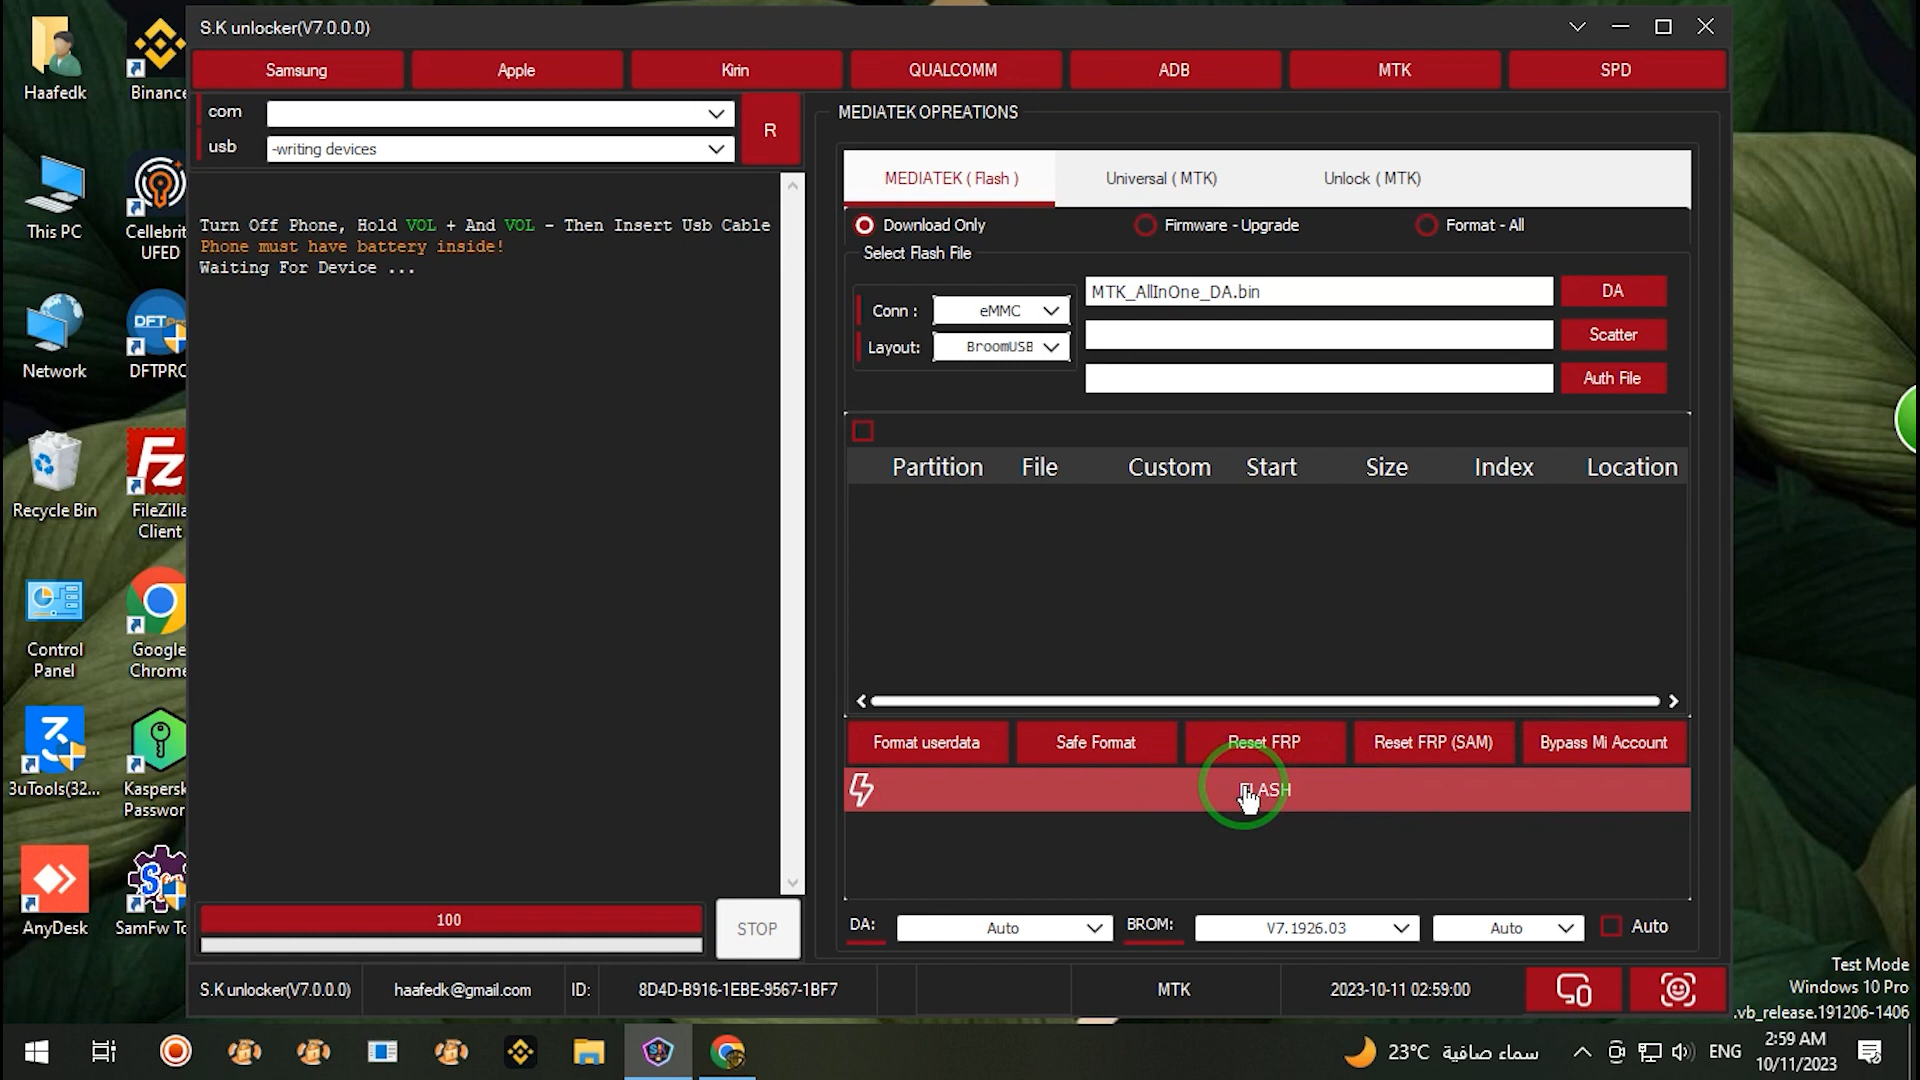 S.K unlocker(V7.0.0.0)
Samsung
Apple
Kirin
QUALCOMM
ADB
MTK
SPD
com
usb
-writing devices
R
Turn Off Phone, Hold VOL + And VOL - Then Insert Usb Cable
Phone must have battery inside!
Waiting For Device ...
100
STOP
MEDIATEK OPREATIONS
MEDIATEK ( Flash )
Universal ( MTK)
Unlock ( MTK)
Download Only
Firmware - Upgrade
Format - All
Select Flash File
Conn :
eMMC
Layout:
BroomUSB
MTK_AllInOne_DA.bin
DA
Scatter
Auth File
Partition
File
Custom
Start
Size
Index
Location
Format userdata
Safe Format
Reset FRP
Reset FRP (SAM)
Bypass Mi Account
FLASH
DA:
Auto
BROM:
V7.1926.03
Auto
Auto
S.K unlocker(V7.0.0.0)
haafedk@gmail.com
ID:
8D4D-B916-1EBE-9567-1BF7
MTK
2023-10-11 02:59:00
Haafedk
Binance
This PC
Cellebrit
UFED
Network
DFTPRO
Recycle Bin
FileZilla
Client
Control
Panel
Google
Chrome
3uTools(32...
Kaspersk
Passwor
AnyDesk
SamFw To
Test Mode
Windows 10 Pro
.vb_release.191206-1406
23°C
سماء صافية
ENG
2:59 AM
10/11/2023